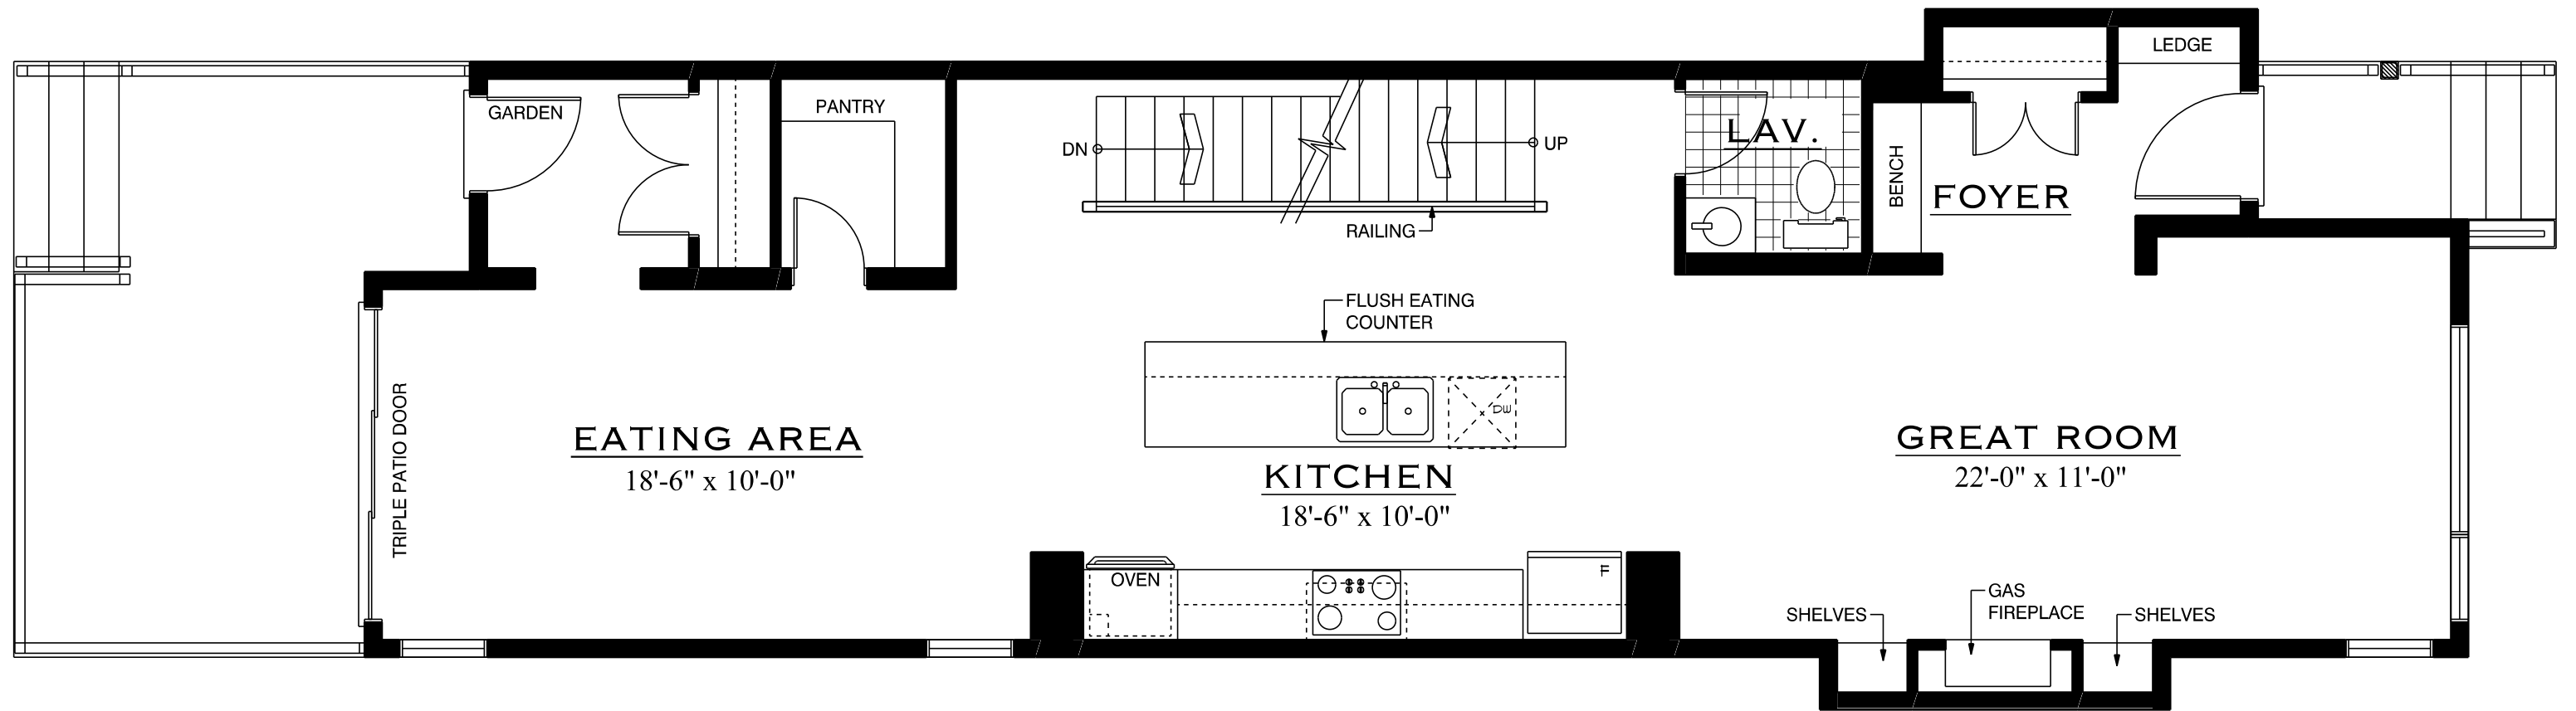 LEDGE
GARDEN
PANTRY
LAV.
DN
UP
BENCH
FOYER
RAILING
FLUSH EATING
COUNTER
TRIPLE PATIO DOOR
DW
EATING AREA
18'-6" x 10'-0"
KITCHEN
18'-6" x 10'-0"
GREAT ROOM
22'-0" x 11'-0"
OVEN
F
GAS
FIREPLACE
SHELVES
SHELVES